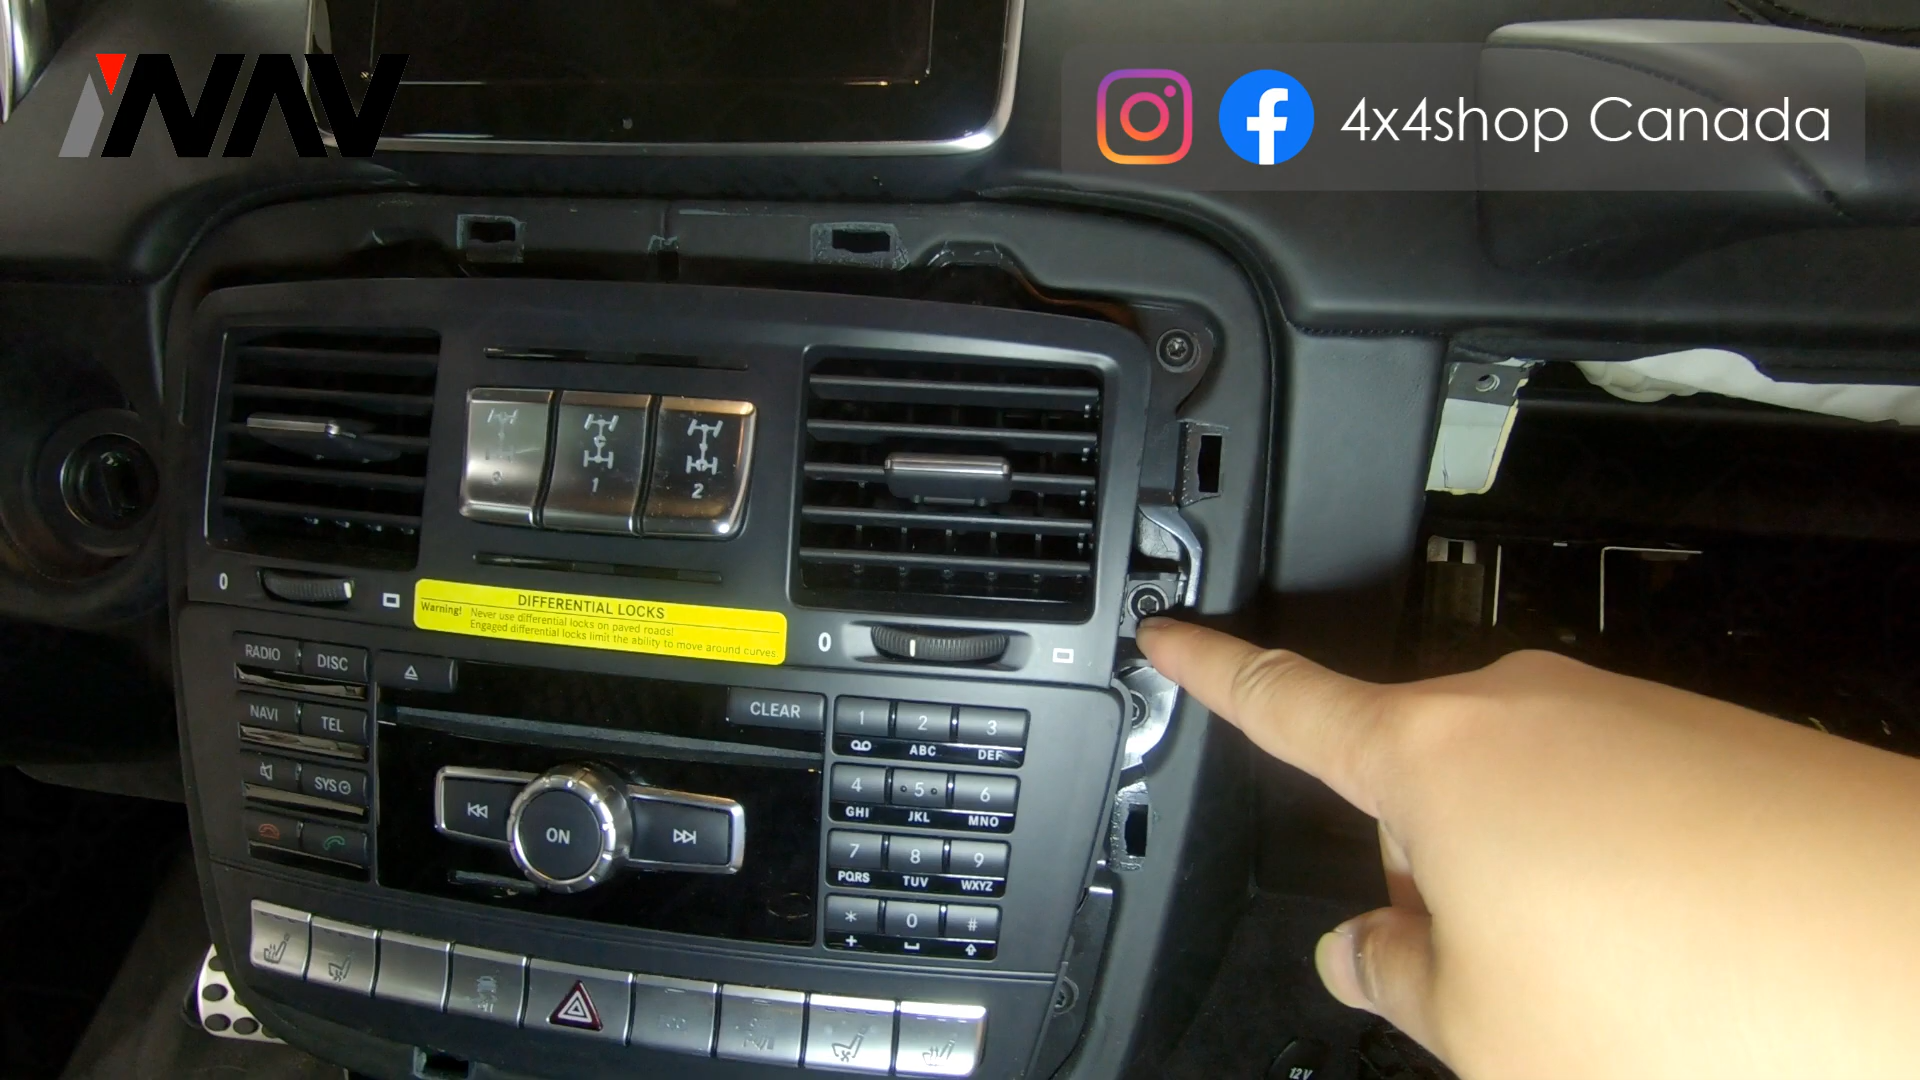 iNAV
4x4shop Canada
1
2
0
0
DIFFERENTIAL LOCKS
Warning! Never use differential locks on paved roads!
Engaged differential locks limit the ability to move around curves.
RADIO
DISC
NAVI
TEL
SYS
CLEAR
ON
1 2 3
ABC DEF
4 5 6
GHI JKL MNO
7 8 9
PQRS TUV WXYZ
* 0 #
+
12V